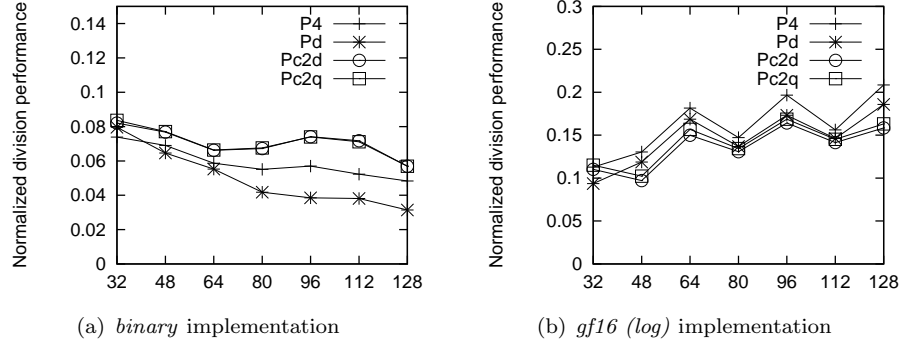 Normalized division performance
0.14
0.12
0.1
0.08
0.06
0.04
0.02
0
32 48 64 80 96 112 128
P4
Pd
Pc2d
Pc2q
(a) binary implementation
Normalized division performance
0.3
0.25
0.2
0.15
0.1
0.05
0
32 48 64 80 96 112 128
P4
Pd
Pc2d
Pc2q
(b) gf16 (log) implementation